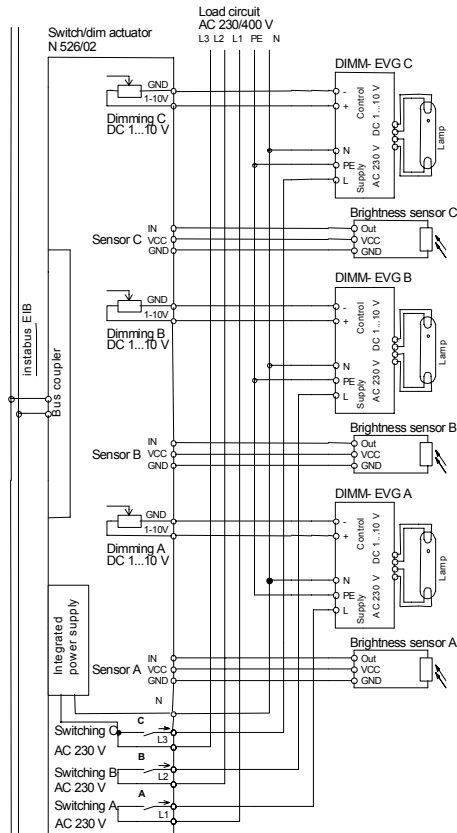 Load circuit
AC 230/400 V
L3 L2 L1 PE N
Switch/dim actuator
N 526/02
DIMM- EVG C
GND
1-10V
Dimming C
DC 1...10 V
-
+
N
PE
L
Control
DC 1...10 V
Supply
AC 230 V
Lamp
Brightness sensor C
Sensor C
IN
VCC
GND
Out
VCC
GND
DIMM- EVG B
GND
1-10V
Dimming B
DC 1...10 V
-
+
N
PE
L
Control
DC 1...10 V
Supply
AC 230 V
Lamp
instabus EIB
Bus coupler
Brightness sensor B
Sensor B
IN
VCC
GND
Out
VCC
GND
DIMM- EVG A
GND
1-10V
Dimming A
DC 1...10 V
-
+
N
PE
L
Control
DC 1...10 V
Supply
AC 230 V
Lamp
Integrated
power supply
Brightness sensor A
Sensor A
IN
VCC
GND
Out
VCC
GND
N
C
Switching C
L3
AC 230 V
B
Switching B
L2
AC 230 V
A
Switching A
L1
AC 230 V